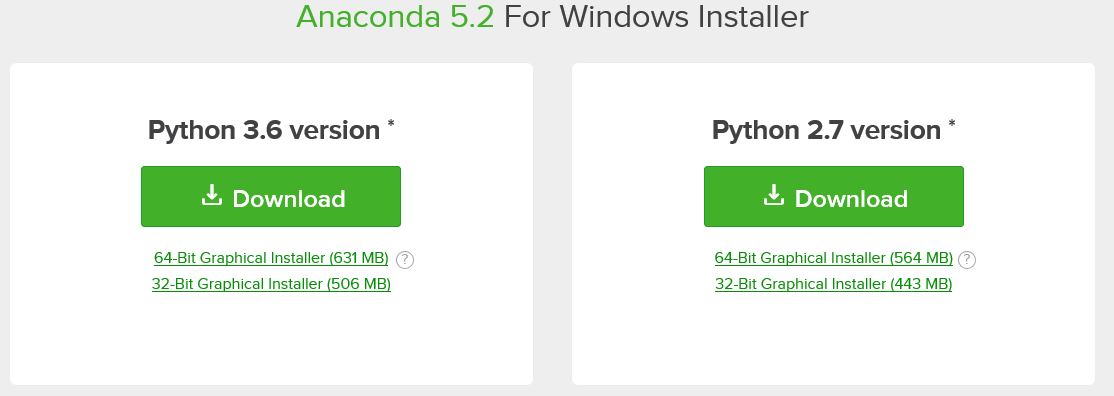 Anaconda 5.2 For Windows Installer
Python 3.6 version *
Download
64-Bit Graphical Installer (631 MB) ?
32-Bit Graphical Installer (506 MB)
Python 2.7 version *
Download
64-Bit Graphical Installer (564 MB) ?
32-Bit Graphical Installer (443 MB)